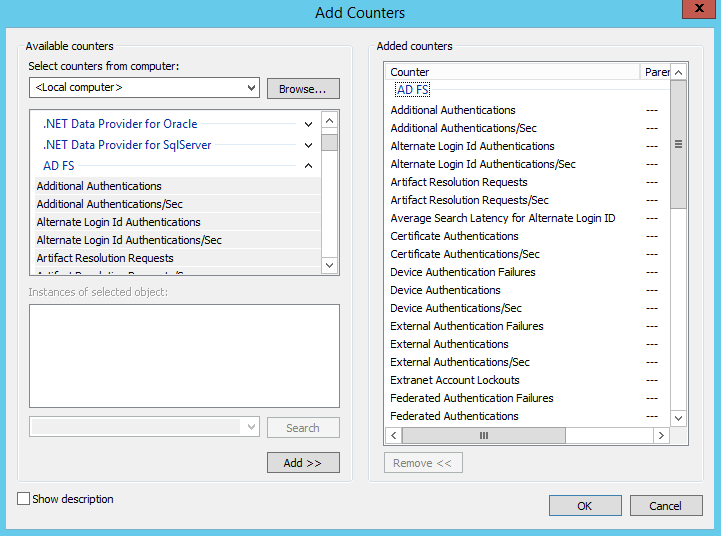 Add Counters
x
Available counters
Select counters from computer:
<Local computer>
Browse...
.NET Data Provider for Oracle
.NET Data Provider for SqlServer
AD FS
Additional Authentications
Additional Authentications/Sec
Alternate Login Id Authentications
Alternate Login Id Authentications/Sec
Artifact Resolution Requests
Artifact Resolution Requests/Sec
Instances of selected object:
Search
Add >>
Show description
Added counters
Counter Paren
AD FS
Additional Authentications ---
Additional Authentications/Sec ---
Alternate Login Id Authentications ---
Alternate Login Id Authentications/Sec ---
Artifact Resolution Requests ---
Artifact Resolution Requests/Sec ---
Average Search Latency for Alternate Login ID ---
Certificate Authentications ---
Certificate Authentications/Sec ---
Device Authentication Failures ---
Device Authentications ---
Device Authentications/Sec ---
External Authentication Failures ---
External Authentications ---
External Authentications/Sec ---
Extranet Account Lockouts ---
Federated Authentication Failures ---
Federated Authentications ---
Remove <<
OK
Cancel